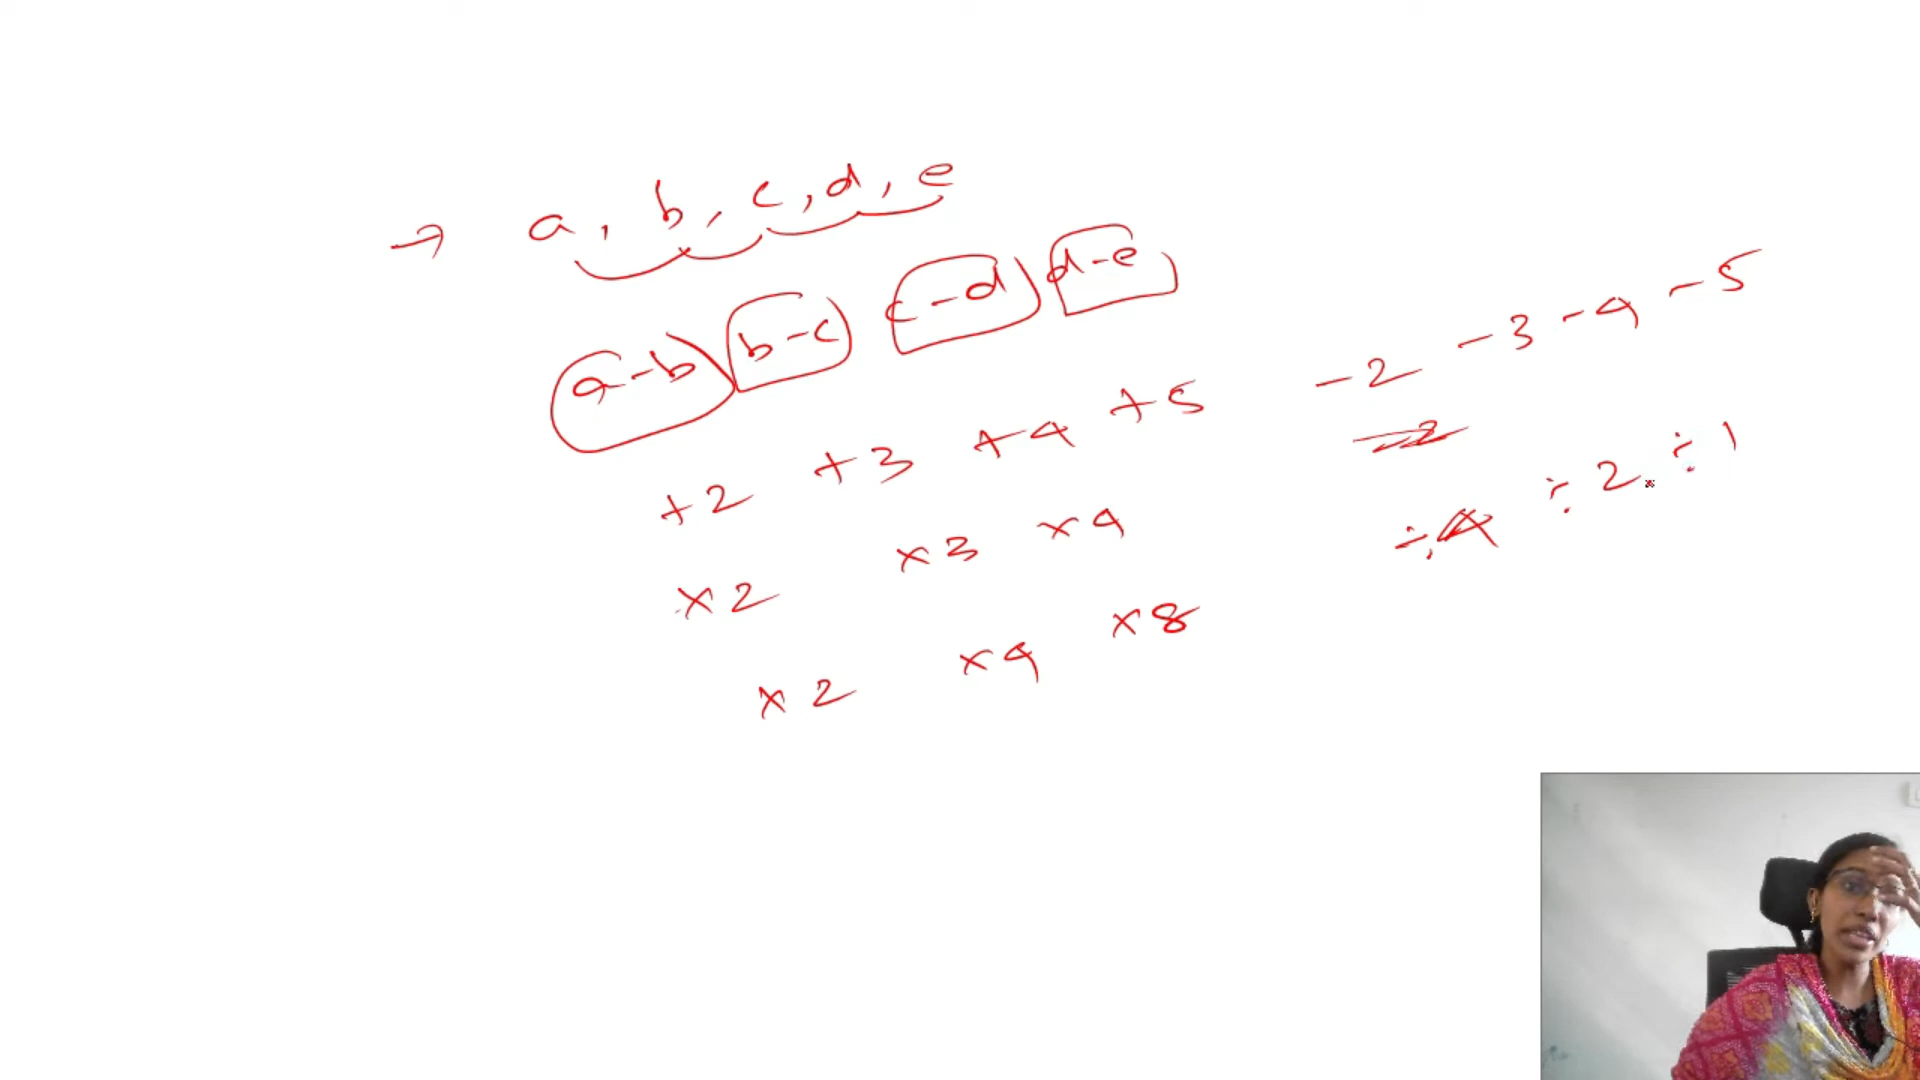 → a, b, c, d, e
a-b b-c c-d d-e
+2 +3 +4 +5
-2 -3 -4 -5
×2 ×3 ×4
÷4 ÷2 ÷1
×2 ×4 ×8